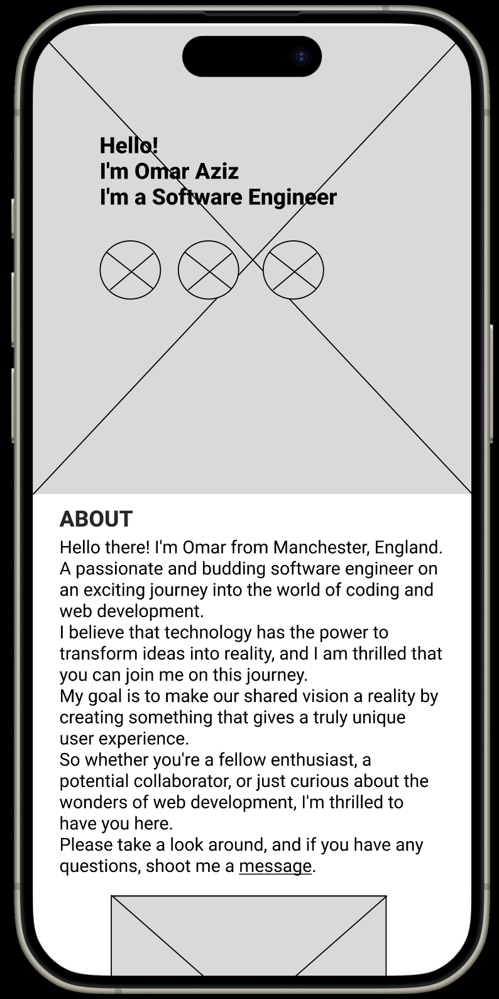 Hello!
I'm Omar Aziz
I'm a Software Engineer
ABOUT
Hello there! I'm Omar from Manchester, England.
A passionate and budding software engineer on
an exciting journey into the world of coding and
web development.
I believe that technology has the power to
transform ideas into reality, and I am thrilled that
you can join me on this journey.
My goal is to make our shared vision a reality by
creating something that gives a truly unique
user experience.
So whether you're a fellow enthusiast, a
potential collaborator, or just curious about the
wonders of web development, I'm thrilled to
have you here.
Please take a look around, and if you have any
questions, shoot me a message.